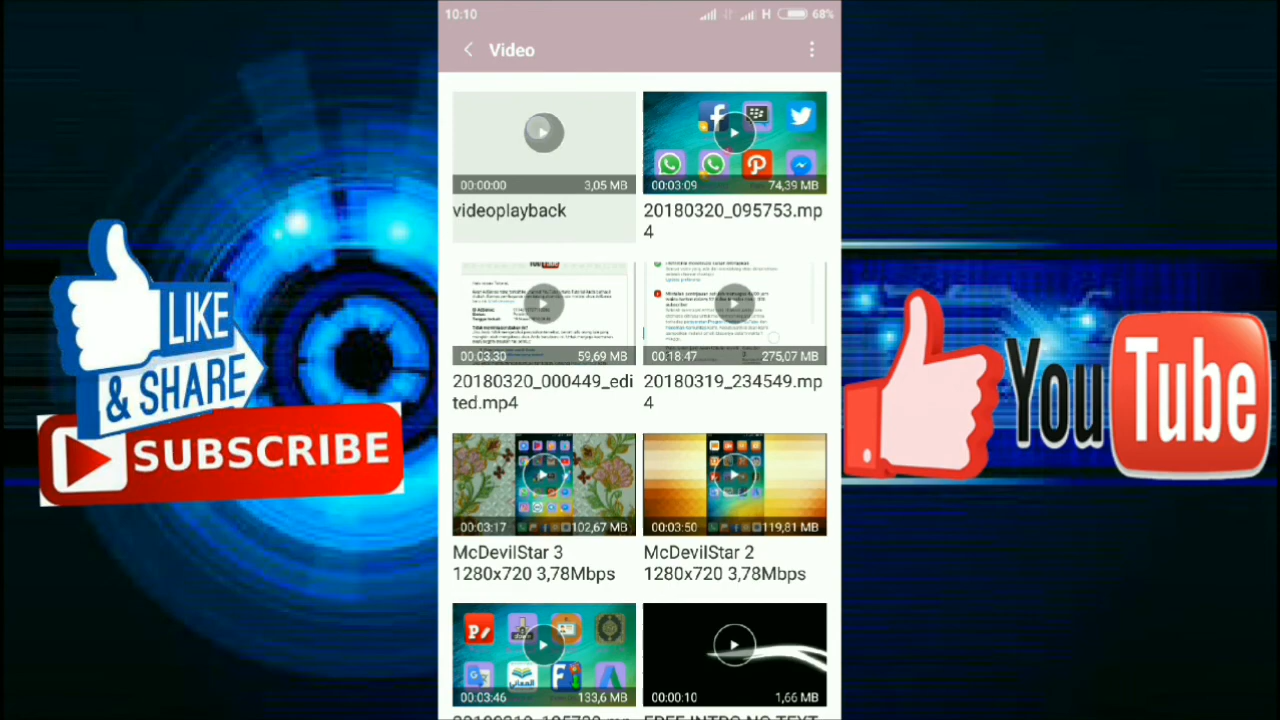 10:10
H
68%
Video
00:00:00
3,05 MB
videoplayback
00:03:09
74,39 MB
20180320_095753.mp
4
00:03:30
59,69 MB
20180320_000449_edi
ted.mp4
00:18:47
275,07 MB
20180319_234549.mp
4
00:03:17
102,67 MB
McDevilStar 3
1280x720 3,78Mbps
00:03:50
119,81 MB
McDevilStar 2
1280x720 3,78Mbps
00:03:46
133,6 MB
00:00:10
1,66 MB
FREE INTRO NO TEXT
LIKE
& SHARE
SUBSCRIBE
YouTube